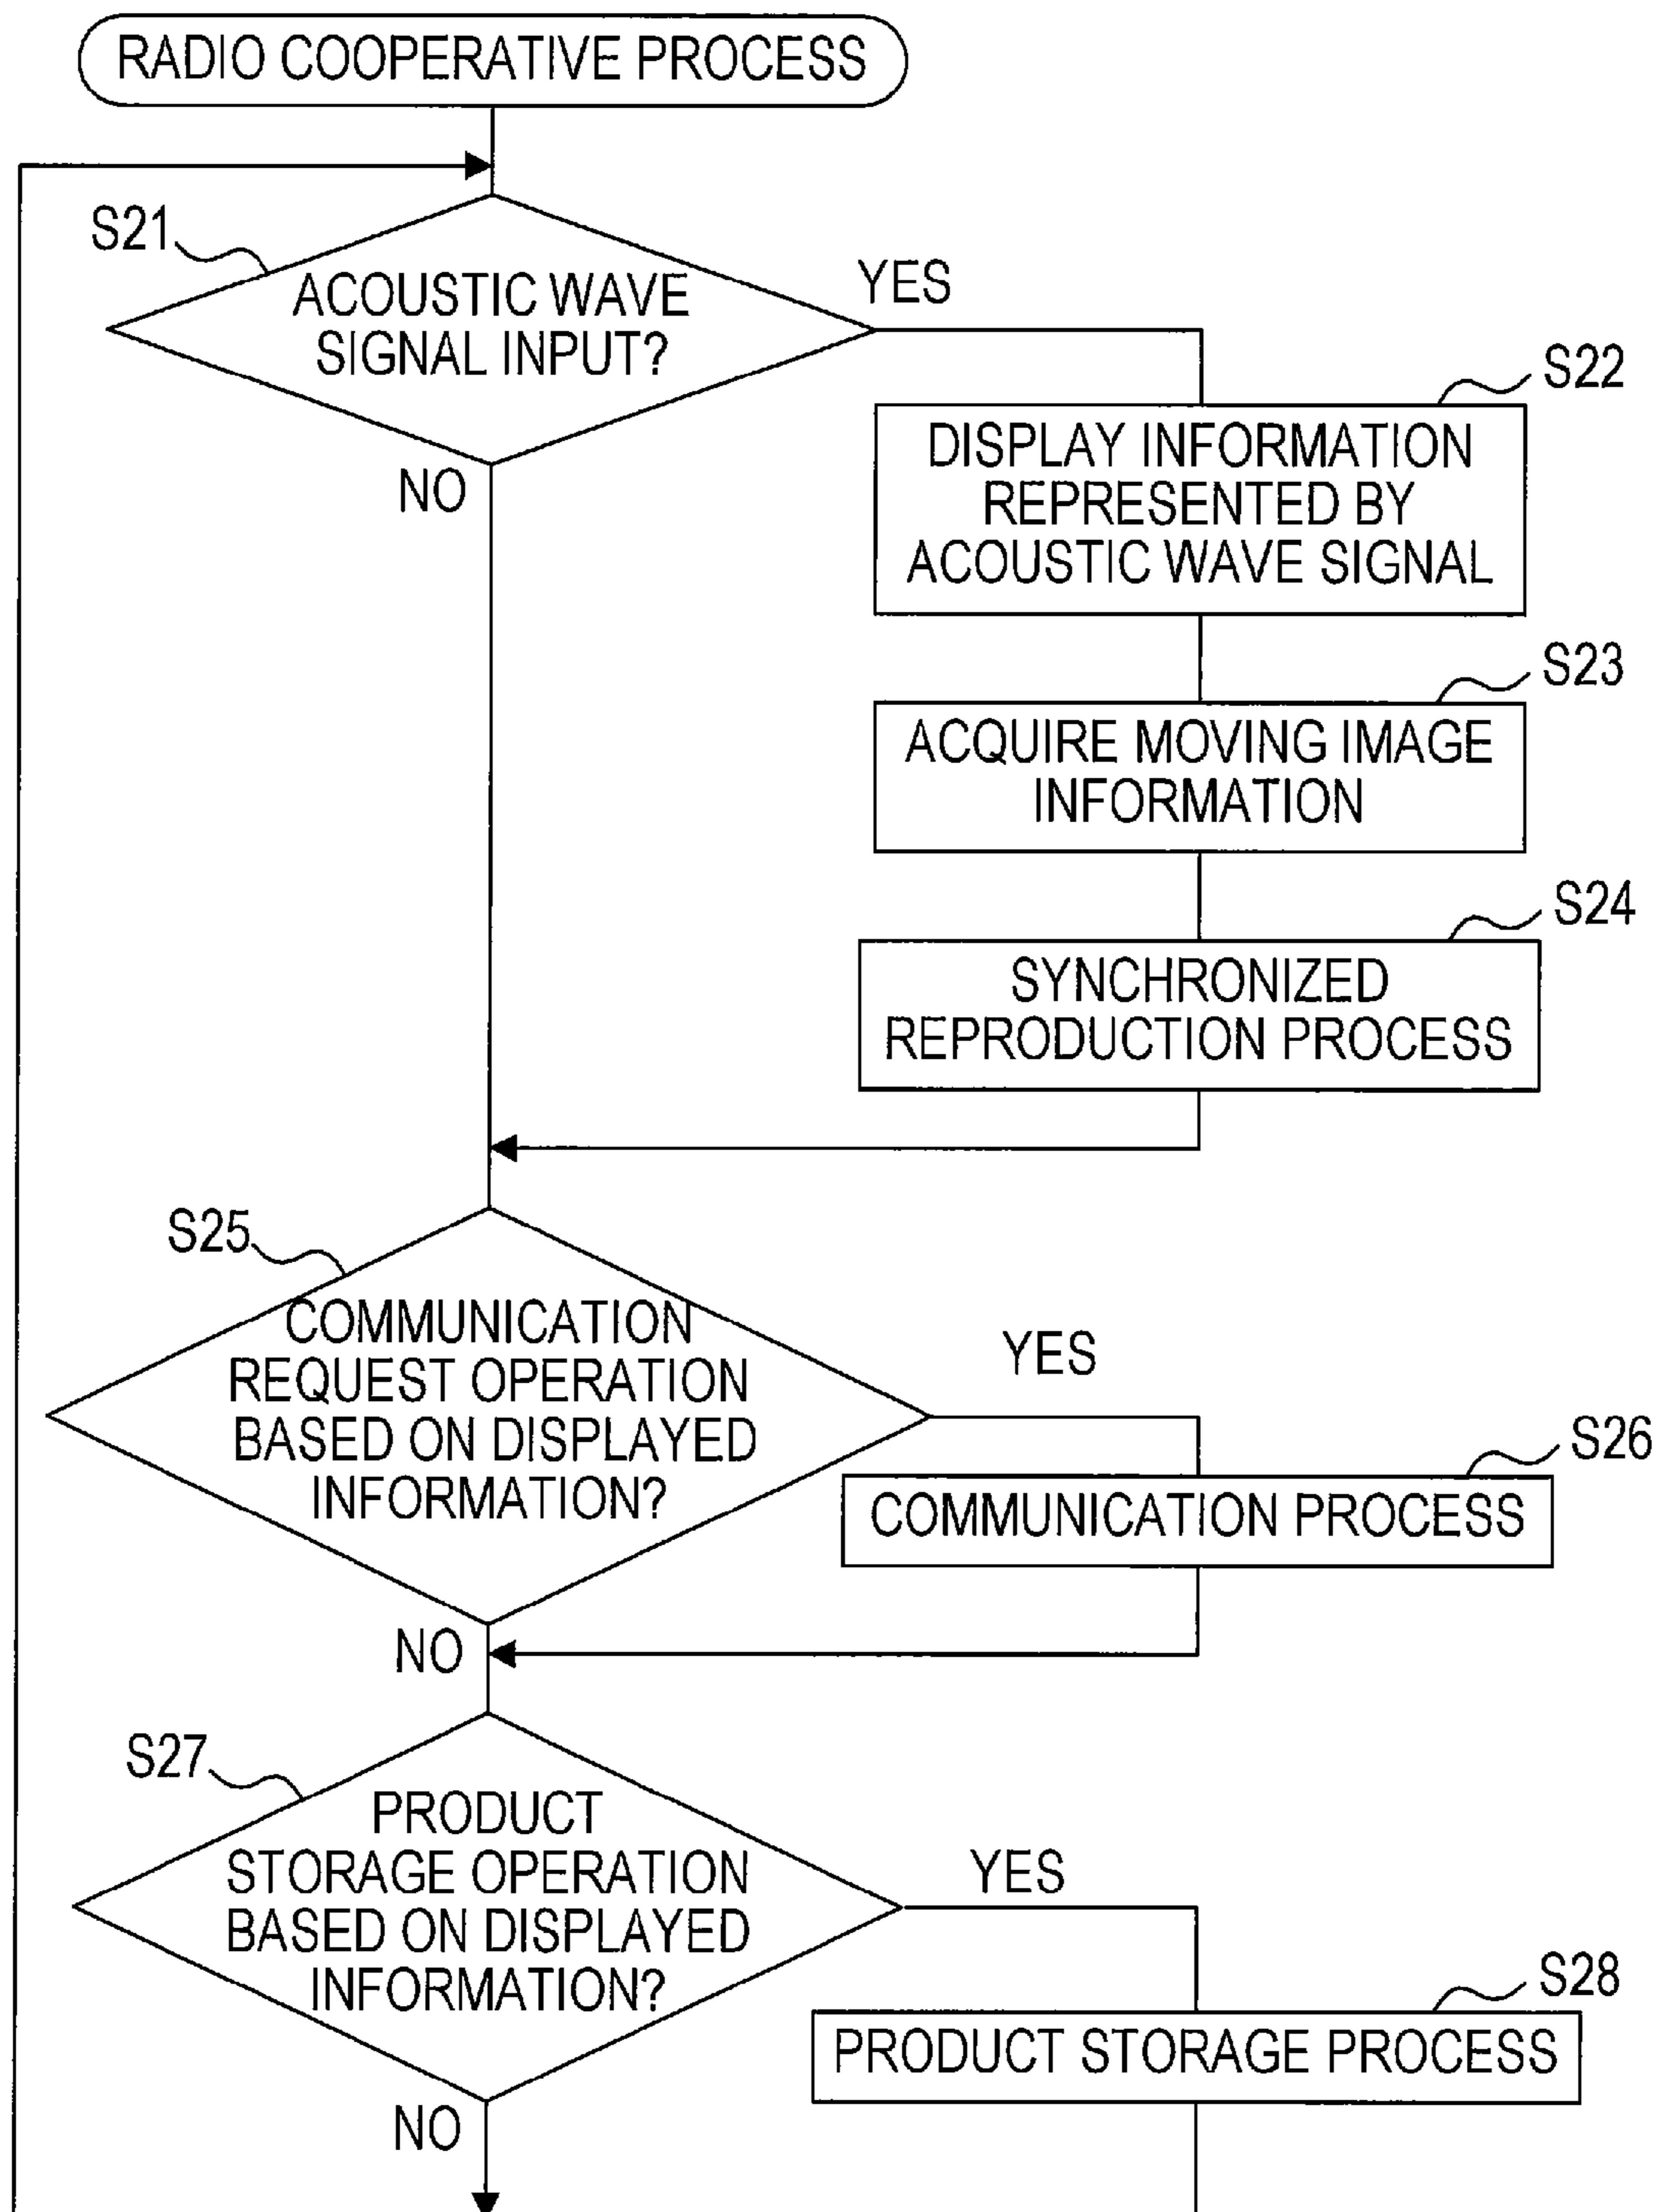 RADIO COOPERATIVE PROCESS
S21
ACOUSTIC WAVE
SIGNAL INPUT?
YES
NO
S22
DISPLAY INFORMATION
REPRESENTED BY
ACOUSTIC WAVE SIGNAL
S23
ACQUIRE MOVING IMAGE
INFORMATION
S24
SYNCHRONIZED
REPRODUCTION PROCESS
S25
COMMUNICATION
REQUEST OPERATION
BASED ON DISPLAYED
INFORMATION?
YES
NO
S26
COMMUNICATION PROCESS
S27
PRODUCT
STORAGE OPERATION
BASED ON DISPLAYED
INFORMATION?
YES
NO
S28
PRODUCT STORAGE PROCESS